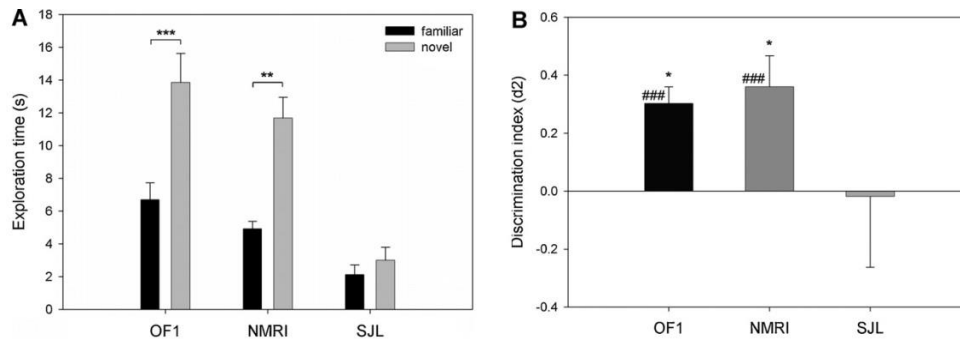 A
Exploration time (s)
18
16
14
12
10
8
6
4
2
0
***
**
familiar
novel
OF1 NMRI SJL
B
Discrimination index (d2)
0.6
0.4
0.2
0.0
-0.2
-0.4
###
*
###
*
OF1 NMRI SJL